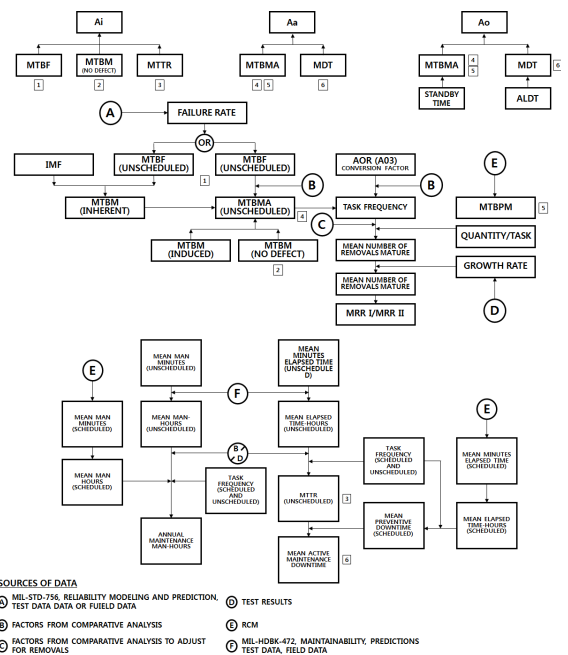 Ai
Aa
Ao
MTBF
MTBM
(NO DEFECT)
MTTR
MTBMA
MDT
MTBMA
4
5
MDT
6
1
2
3
4
5
6
STANDBY
TIME
ALDT
A
FAILURE RATE
OR
IMF
MTBF
(UNSCHEDULED)
MTBF
(UNSCHEDULED)
AOR (A03)
CONVERSION FACTOR
E
1
B
B
MTBM
(INHERENT)
MTBMA
(UNSCHEDULED)
4
TASK FREQUENCY
MTBPM
5
C
QUANTITY/TASK
MTBM
(INDUCED)
MTBM
(NO DEFECT)
2
MEAN NUMBER OF
REMOVALS MATURE
GROWTH RATE
MEAN NUMBER OF
REMOVALS MATURE
MRR I/MRR II
D
MEAN MAN
MINUTES
(UNSCHEDULED)
MEAN
MINUTES
ELAPSED TIME
(UNSCHEDULE
D)
E
F
MEAN MAN
MINUTES
(SCHEDULED)
MEAN MAN-
HOURS
(UNSCHEDULED)
MEAN ELAPSED
TIME-HOURS
(UNSCHEDULED)
E
B
D
MEAN MAN
HOURS
(SCHEDULED)
TASK
FREQUENCY
(SCHEDULED
AND
UNSCHEDULED)
MTTR
(UNSCHEDULED)
3
TASK
FREQUENCY
(SCHEDULED
AND
UNSCHEDULED)
MEAN MINUTES
ELAPSED TIME
(SCHEDULED)
ANNUAL
MAINTENANCE
MAN-HOURS
MEAN
PREVENTIVE
DOWNTIME
(SCHEDULED)
MEAN ELAPSED
TIME-HOURS
(SCHEDULED)
MEAN ACTIVE
MAINTENANCE
DOWNTIME
6
SOURCES OF DATA
A MIL-STD-756, RELIABILITY MODELING AND PREDICTION,
TEST DATA DATA OR FUIELD DATA
D TEST RESULTS
B FACTORS FROM COMPARATIVE ANALYSIS
E RCM
C FACTORS FROM COMPARATIVE ANALYSIS TO ADJUST
FOR REMOVALS
F MIL-HDBK-472, MAINTAINABILITY, PREDICTIONS
TEST DATA, FIELD DATA